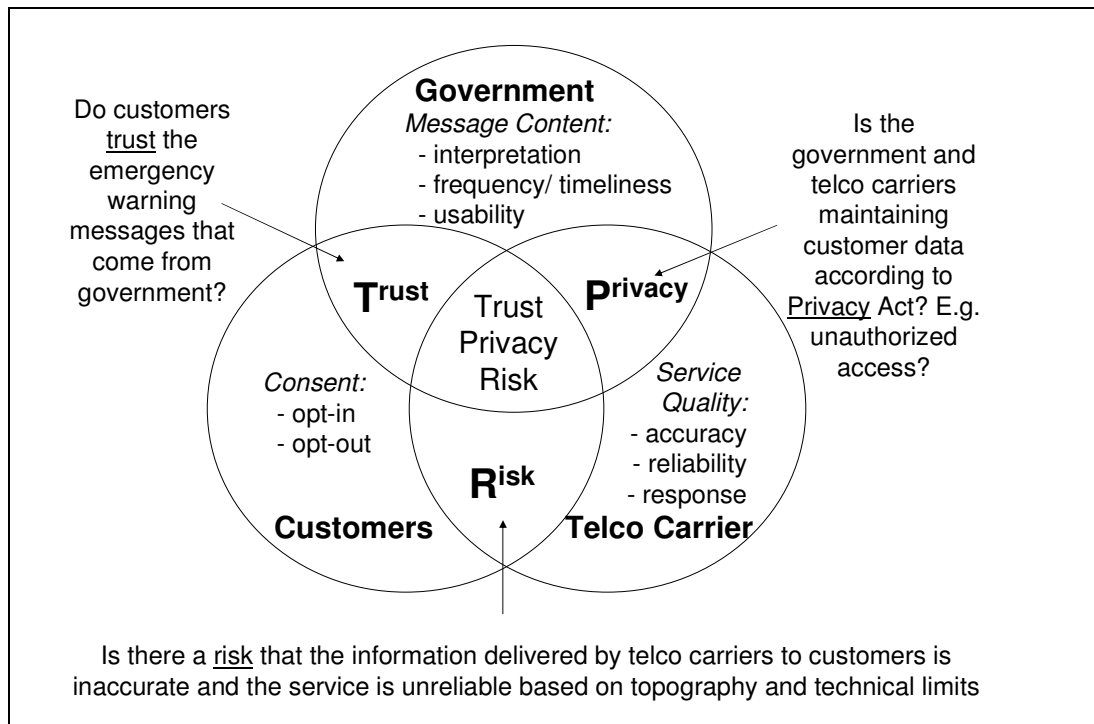 Government
Message Content:
- interpretation
- frequency/ timeliness
- usability
Do customers
trust the
emergency
warning
messages that
come from
government?
Is the
government and
telco carriers
maintaining
customer data
according to
Privacy Act? E.g.
unauthorized
access?
Trust
Privacy
Trust
Privacy
Risk
Consent:
- opt-in
- opt-out
Service
Quality:
- accuracy
- reliability
- response
Risk
Customers
Telco Carrier
Is there a risk that the information delivered by telco carriers to customers is
inaccurate and the service is unreliable based on topography and technical limits